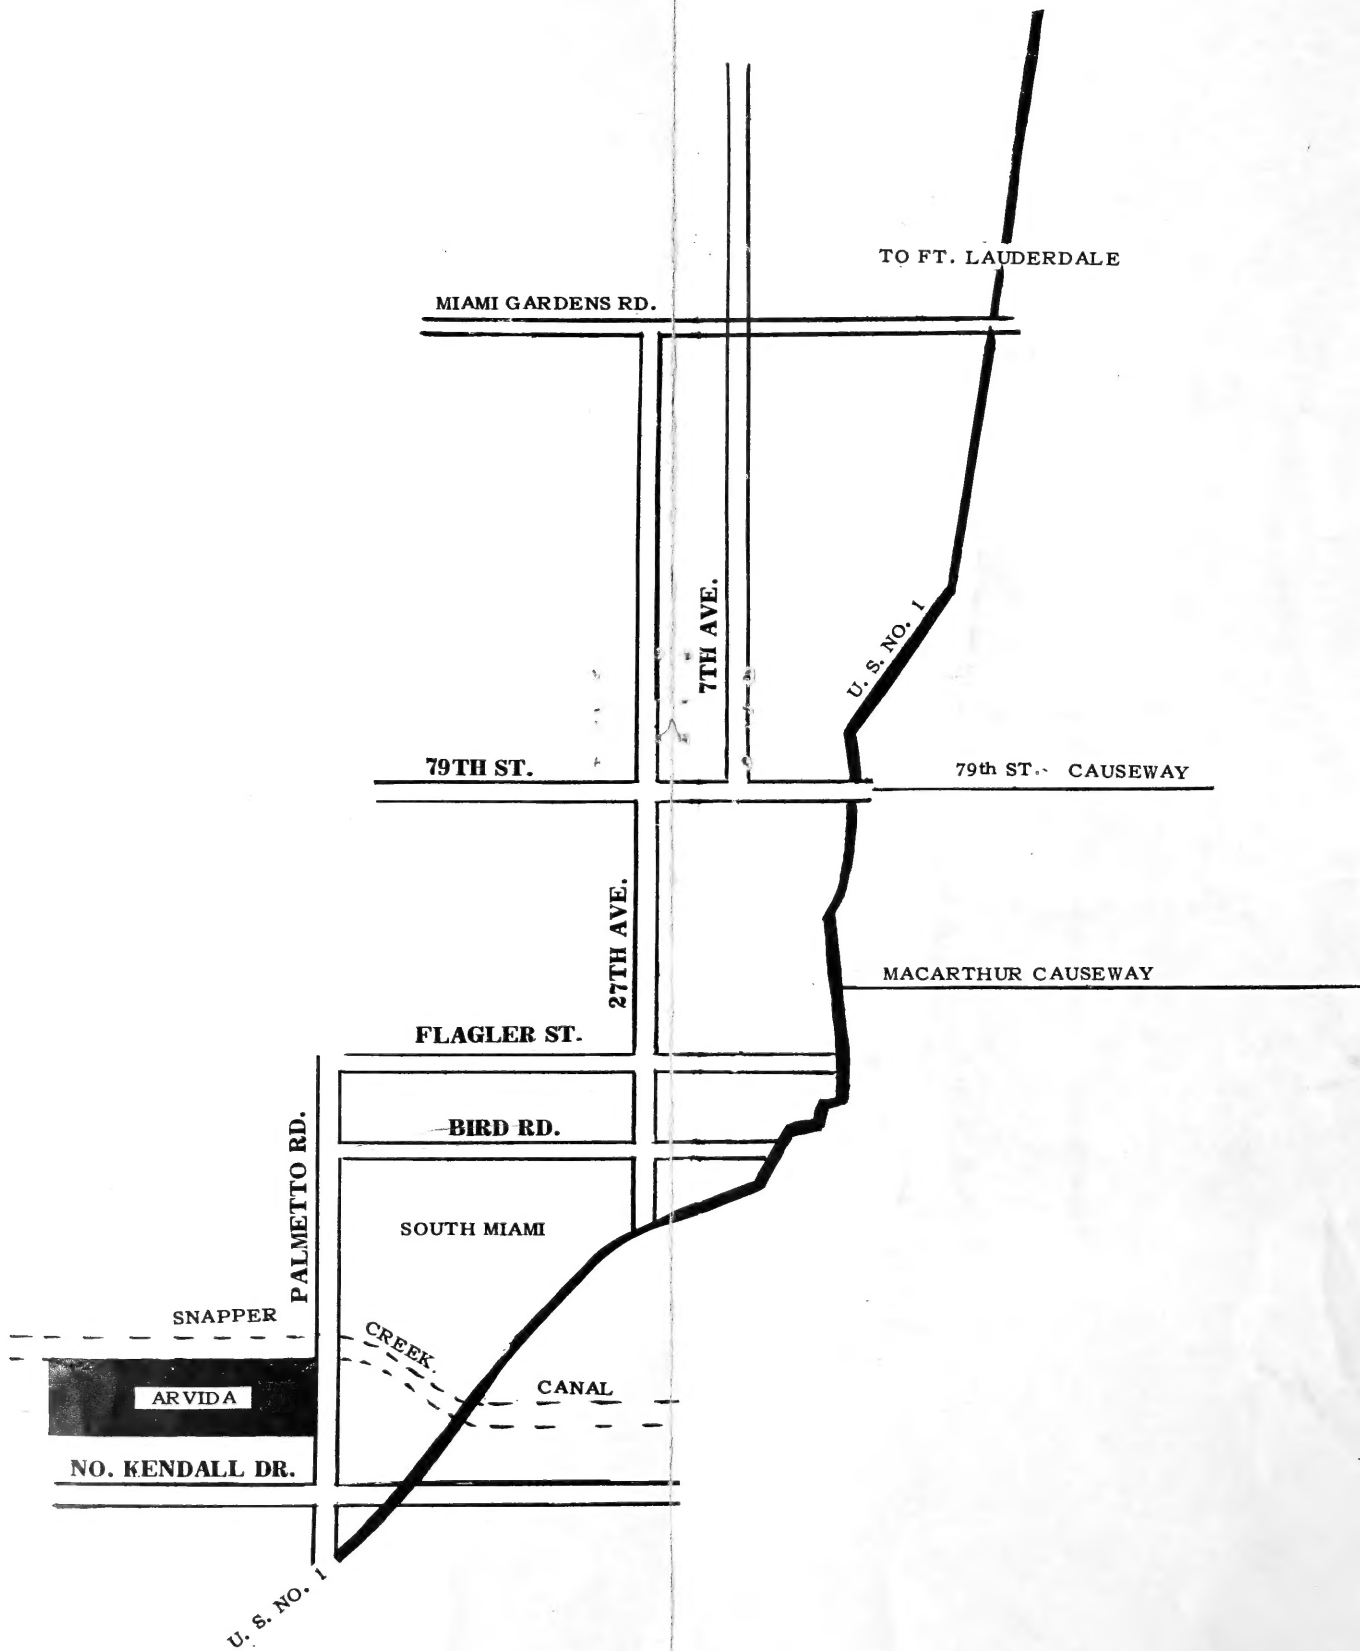 TO FT. LAUDERDALE
MIAMI GARDENS RD.
7TH AVE.
U. S. NO. 1
79TH ST.
79th ST. CAUSEWAY
27TH AVE.
MACARTHUR CAUSEWAY
FLAGLER ST.
BIRD RD.
PALMETTO RD.
SOUTH MIAMI
SNAPPER CREEK CANAL
ARVIDA
NO. KENDALL DR.
U. S. NO. 1